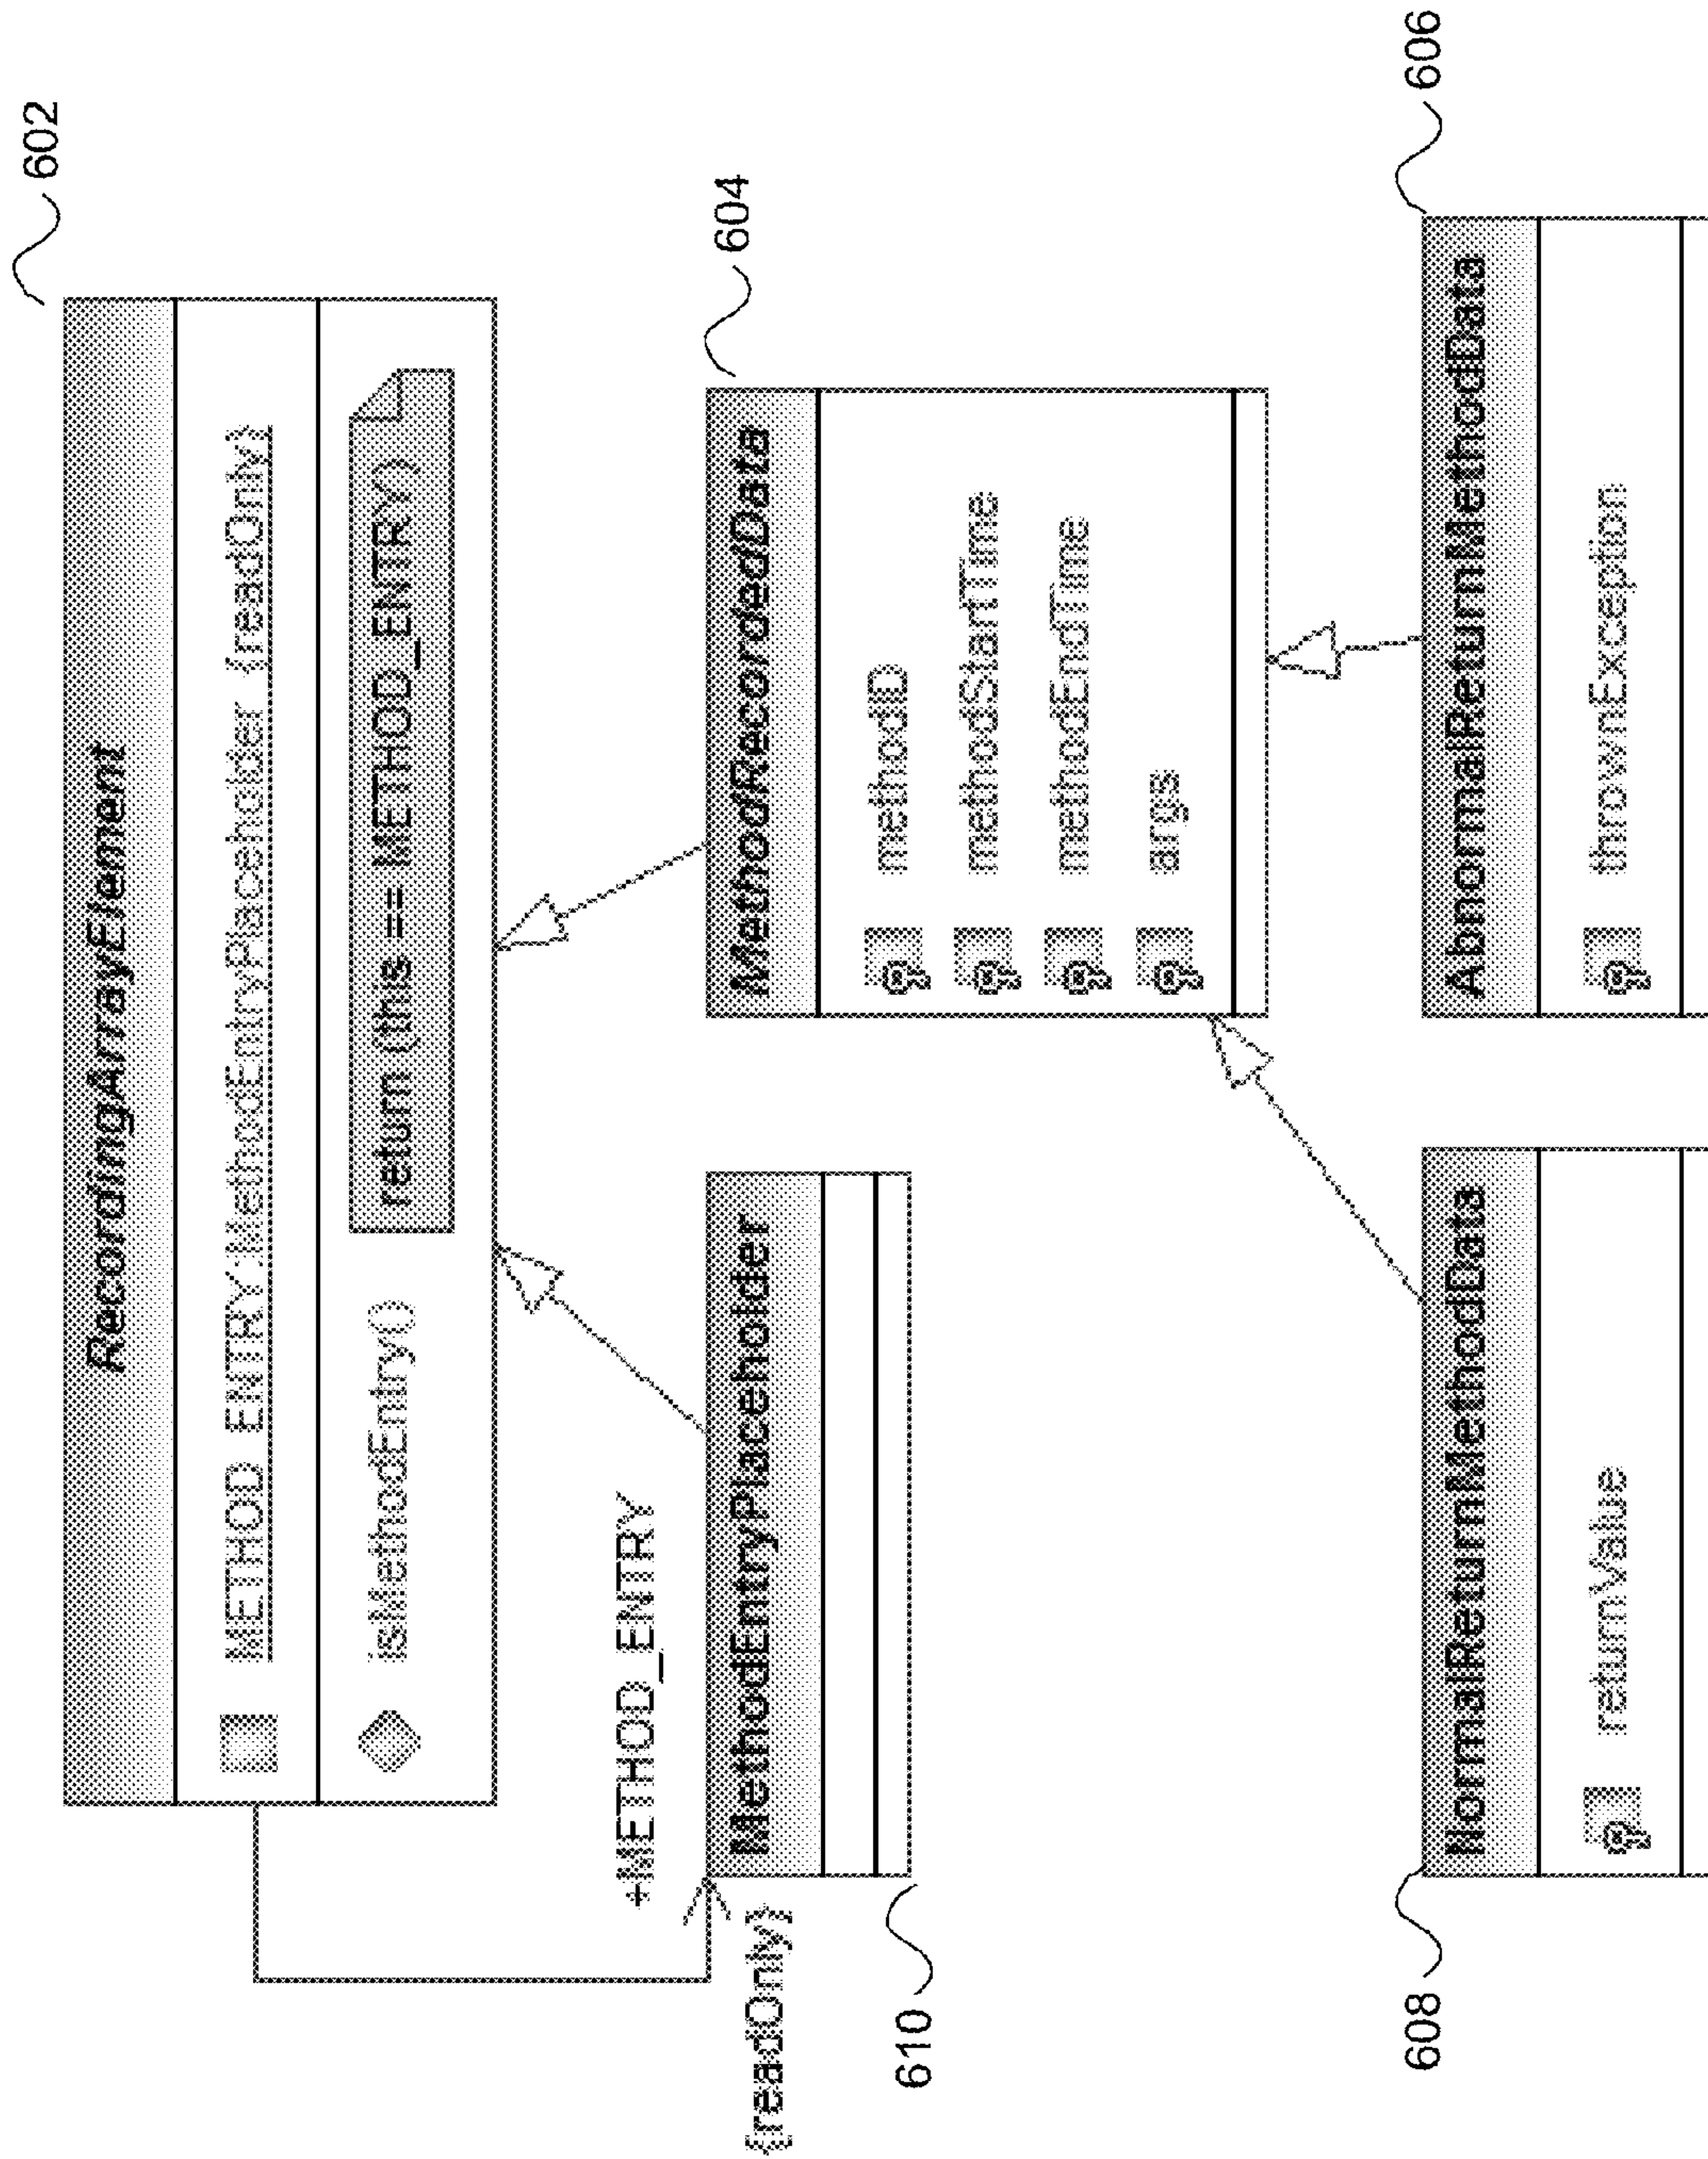 602
RecordingArrayElement
METHOD_ENTRY:MethodEntryPlaceholder {readOnly}
isMethodEntry()
return (this == METHOD_ENTRY)
+METHOD_ENTRY
{readOnly}
610
MethodEntryPlaceholder
604
MethodRecordedData
methodID
methodStartTime
methodEndTime
args
608
NormalReturnMethodData
returnValue
606
AbnormalReturnMethodData
thrownException